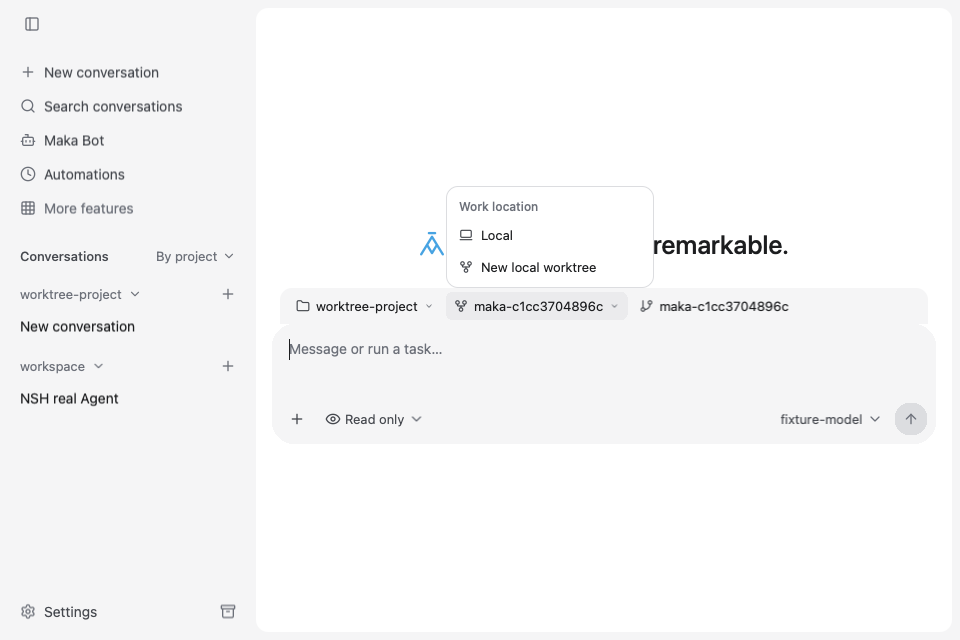 New conversation
Search conversations
Maka Bot
Automations
More features
Conversations
By project
worktree-project
New conversation
workspace
NSH real Agent
Settings
Work location
Local
New local worktree
remarkable.
worktree-project
maka-c1cc3704896c
maka-c1cc3704896c
Message or run a task...
Read only
fixture-model